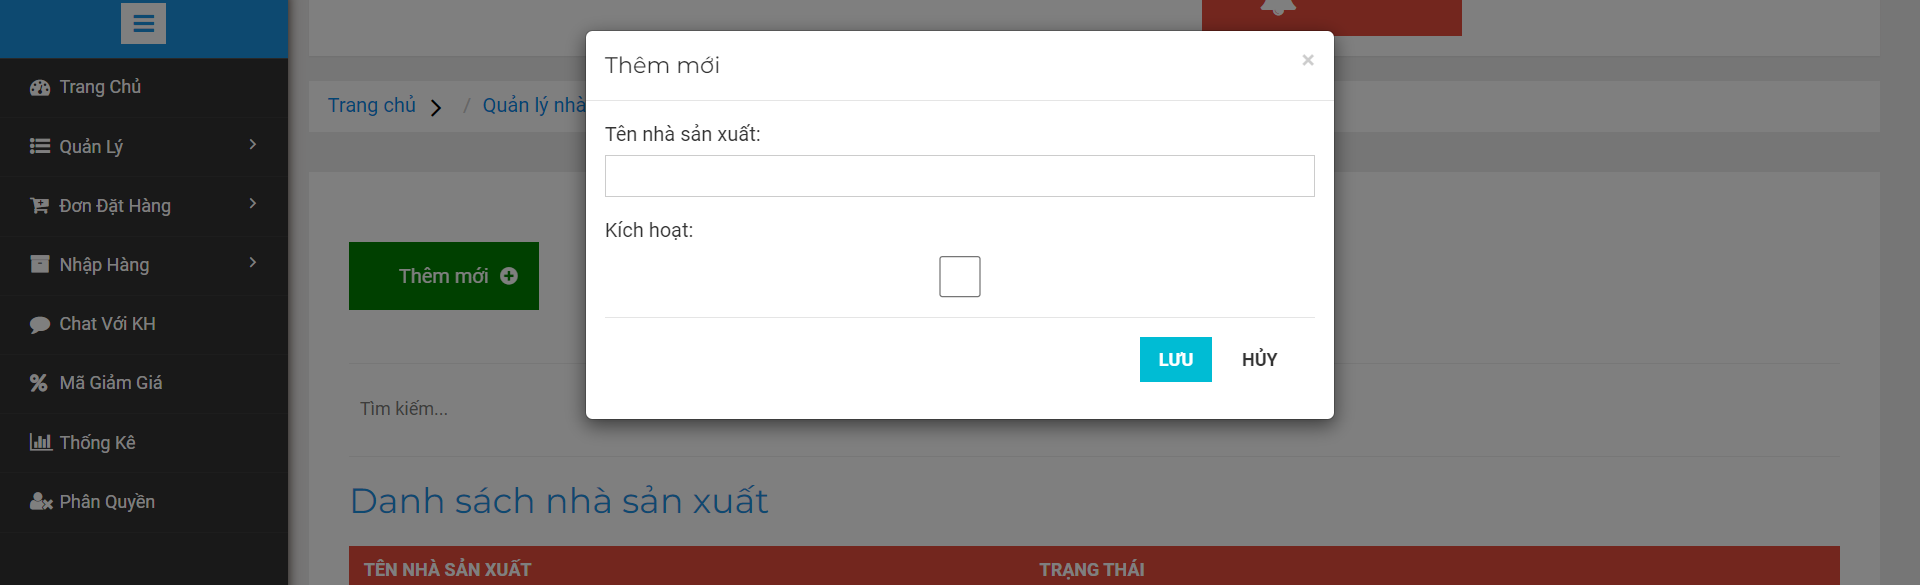 Trang Chủ
Quản Lý
Đơn Đặt Hàng
Nhập Hàng
Chat Với KH
Mã Giảm Giá
Thống Kê
Phân Quyền
Trang chủ / Quản lý nhà
Thêm mới
Tìm kiếm...
Danh sách nhà sản xuất
TÊN NHÀ SẢN XUẤT TRẠNG THÁI
Thêm mới ×
Tên nhà sản xuất:
Kích hoạt:
LƯU HỦY